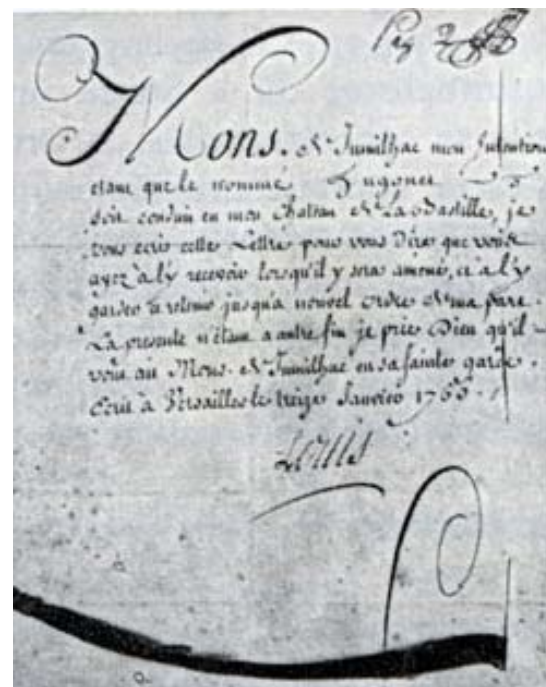 Mons. de Jumilhac mon Intention
etant que le nommé Hugonet
soit conduit en mon Chateau de La Bastille, je
vous ecris cette Lettre pour vous Dire que vous
ayez a l'y recevoir lorsqu'il y sera amené, et a l'y
garder et retenir jusqu'a nouvel Ordre de ma part.
La presente n'étant a autre fin je prie Dieu qu'il
vous ait Mons. de Jumilhac en sa sainte garde.
Ecrit à Versailles le treize Janvier
Louis